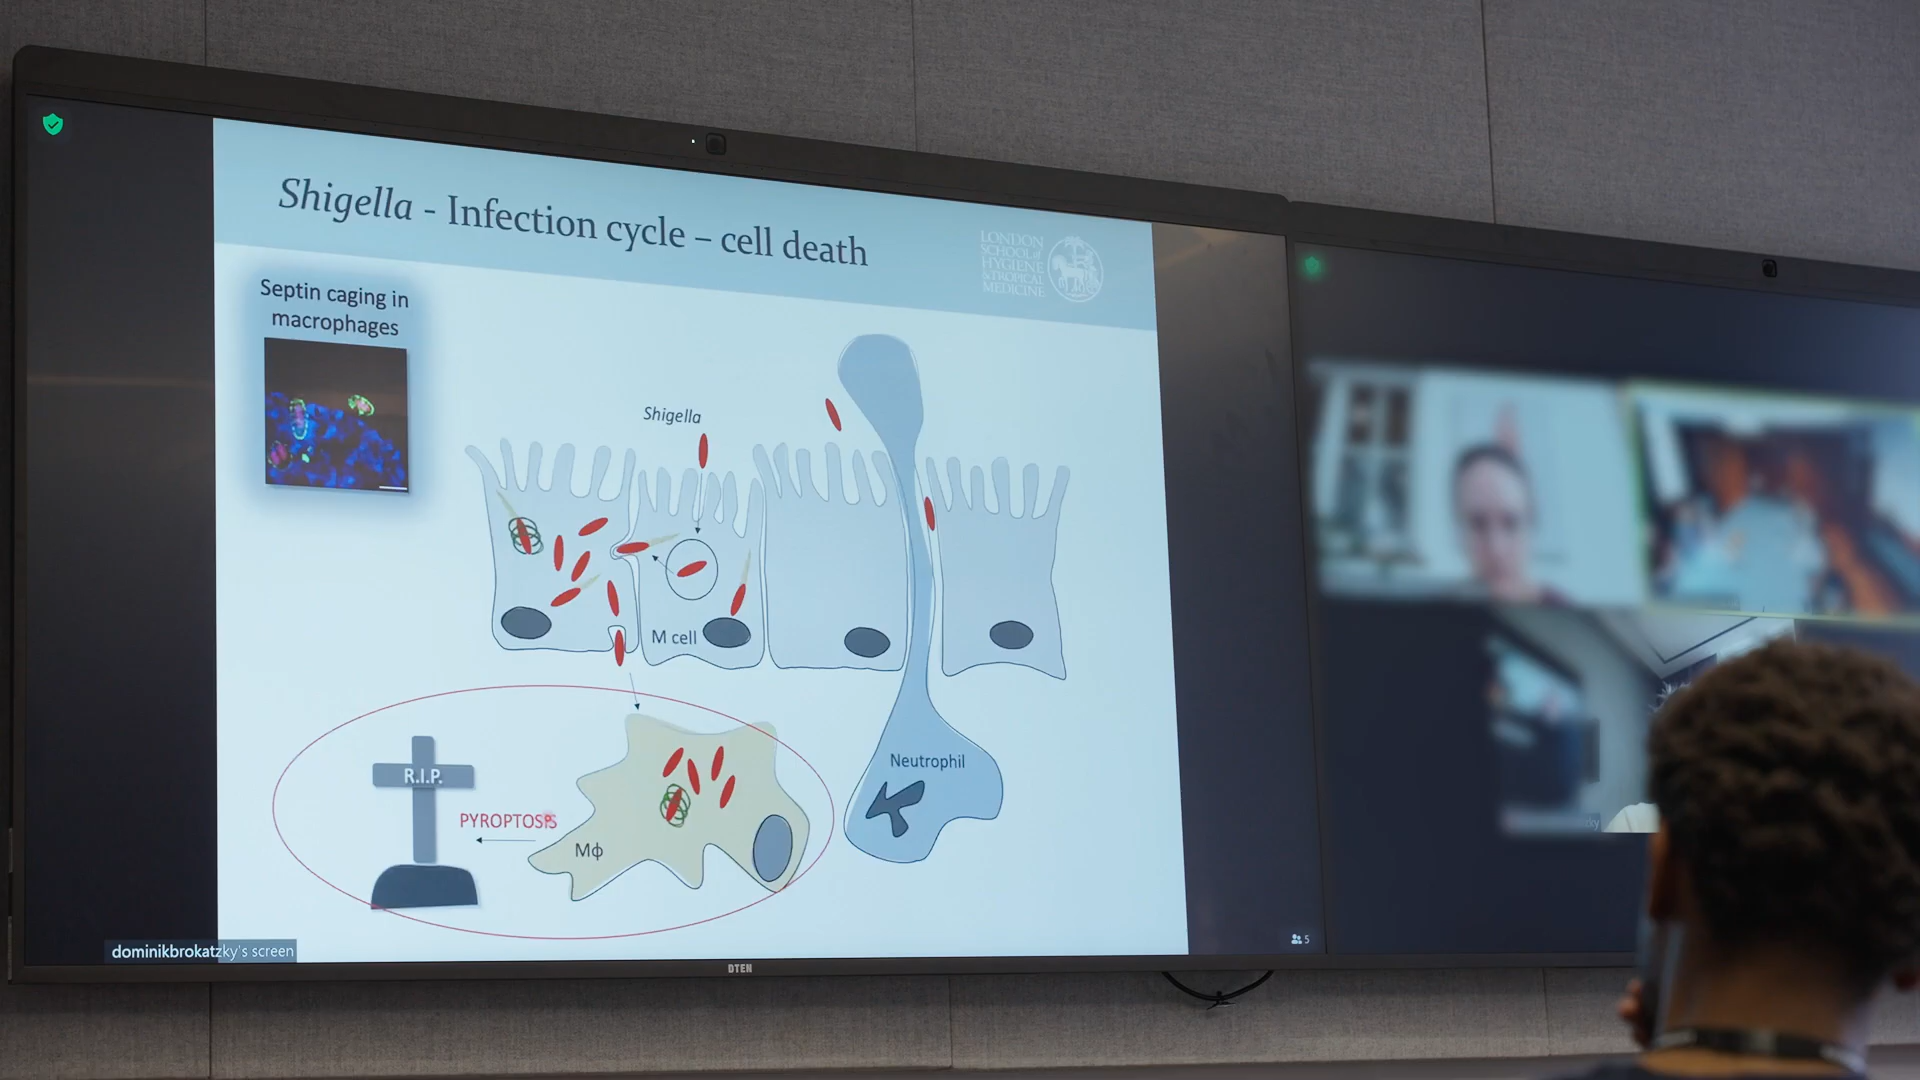 Shigella - Infection cycle – cell death
LONDON
SCHOOL of
HYGIENE
& TROPICAL
MEDICINE
Septin caging in
macrophages
Shigella
M cell
Neutrophil
R.I.P.
PYROPTOSIS
Mϕ
dominikbrokatzky's screen
5
DTEN